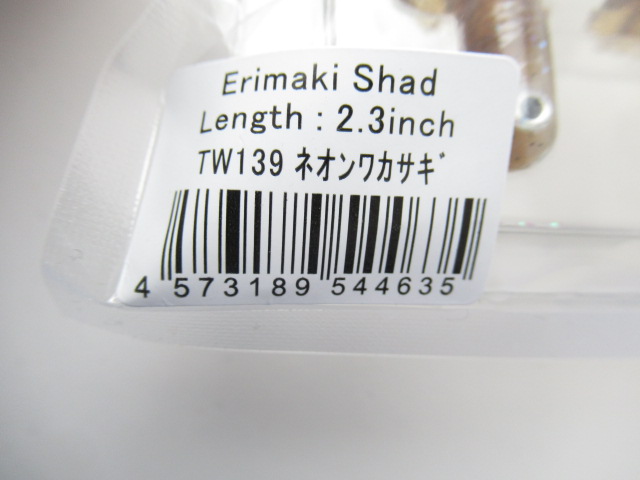 Erimaki Shad
Length : 2.3inch
TW139 ﾈｵﾝﾜｶｻｷﾞ
4 573189 544635